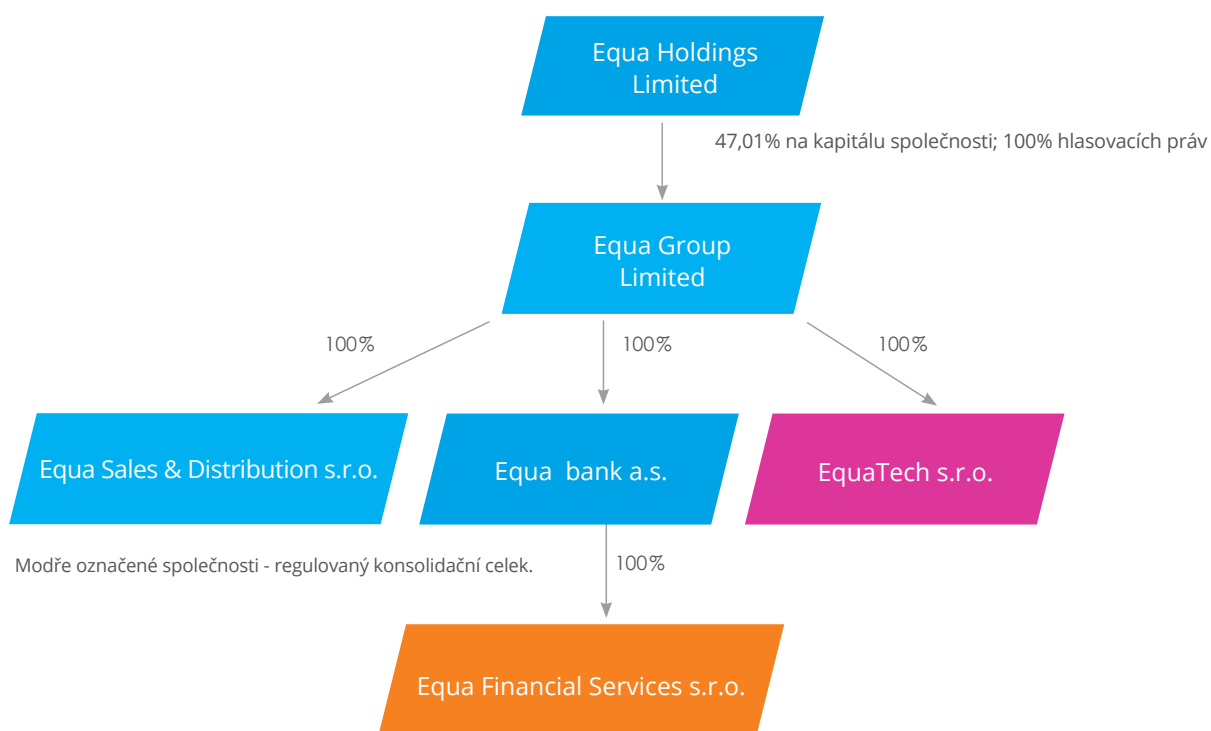 Equa Holdings
Limited
47,01% na kapitálu společnosti; 100% hlasovacích práv
Equa Group
Limited
100%
100%
100%
Equa Sales & Distribution s.r.o.
Equa bank a.s.
EquaTech s.r.o.
Modře označené společnosti - regulovaný konsolidační celek.
100%
Equa Financial Services s.r.o.